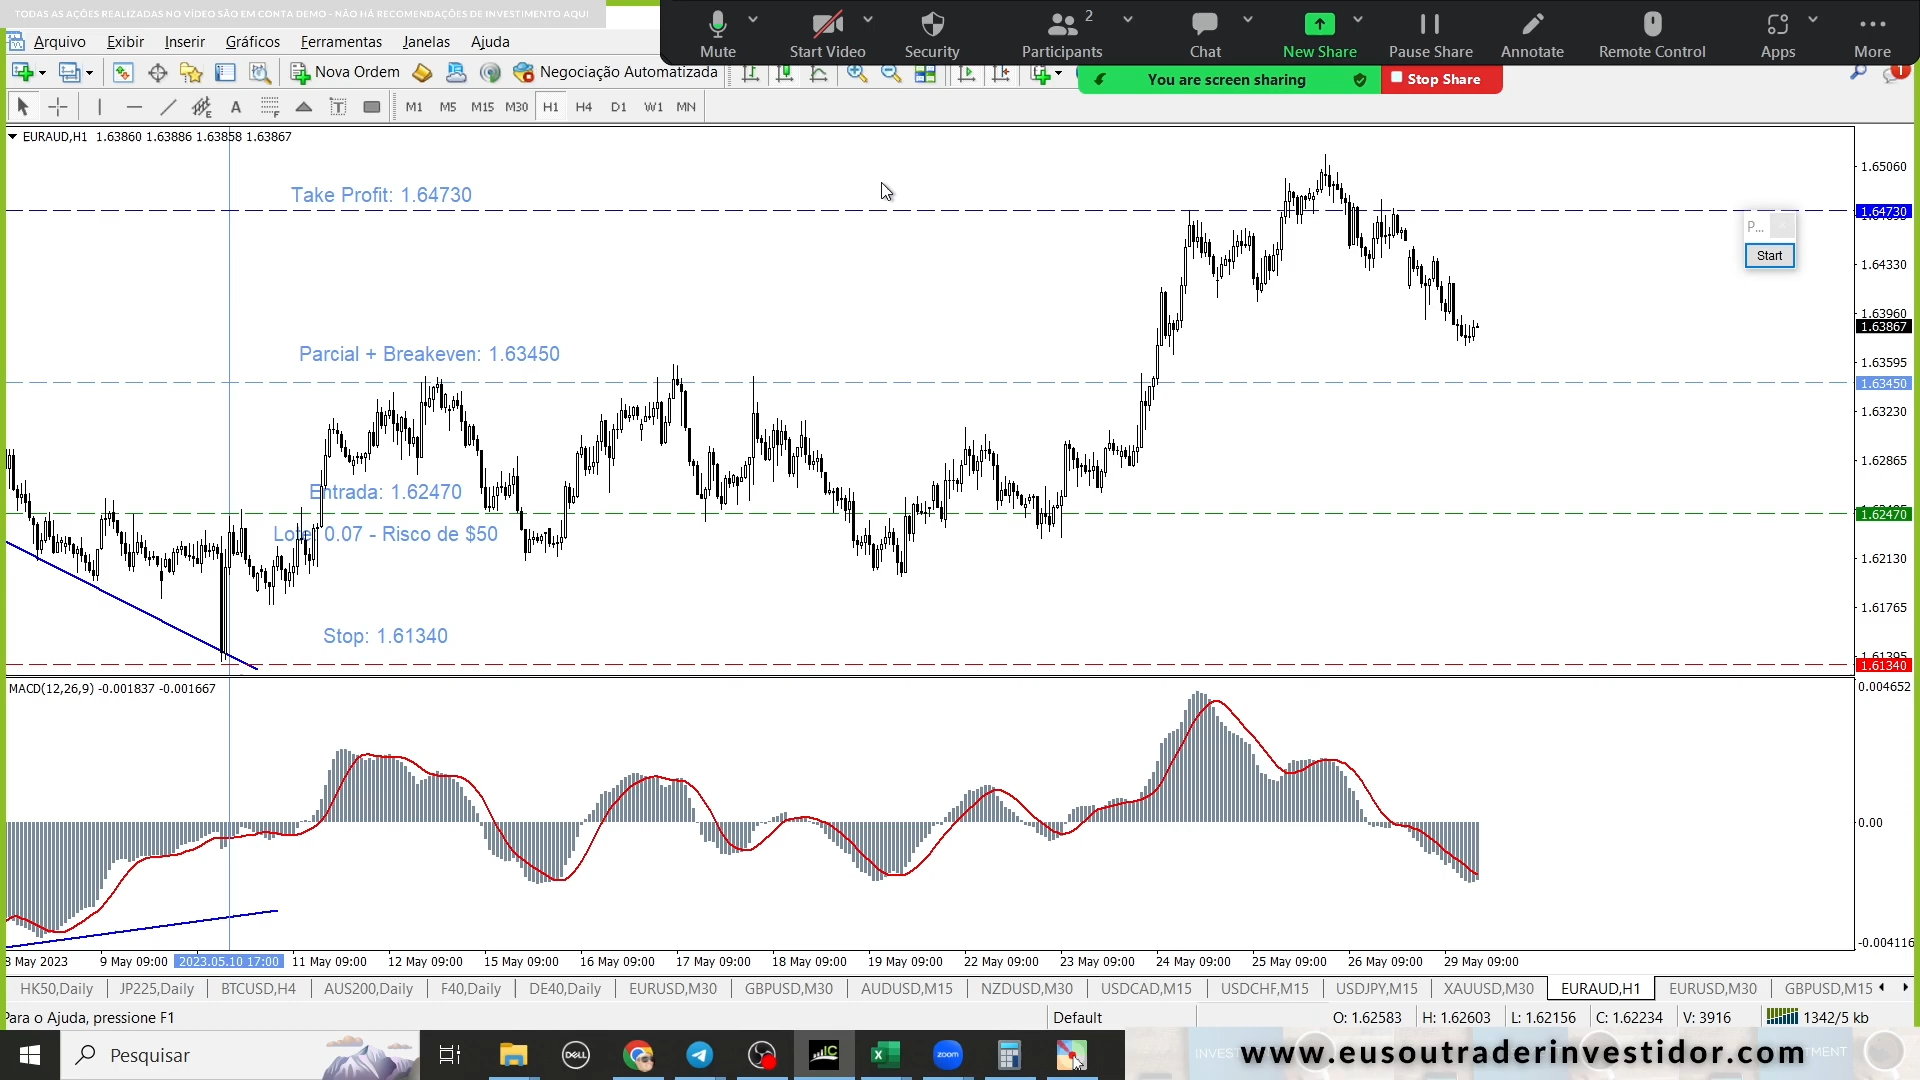 TODAS AS AÇÕES REALIZADAS NO VÍDEO SÃO EM CONTA DEMO - NÃO HÁ RECOMENDAÇÕES DE INVESTIMENTO AQUI
Mute
Start Video
Security
Participants
2
Chat
New Share
Pause Share
Annotate
Remote Control
Apps
More
Arquivo Exibir Inserir Gráficos Ferramentas Janelas Ajuda
Nova Ordem
Negociação Automatizada
You are screen sharing
Stop Share
1
A
T
M1 M5 M15 M30 H1 H4 D1 W1 MN
EURAUD,H1 1.63860 1.63886 1.63858 1.63867
Take Profit: 1.64730
Parcial + Breakeven: 1.63450
Entrada: 1.62470
Lote: 0.07 - Risco de $50
Stop: 1.61340
P...
Start
1.65060
1.64730
1.64330
1.63960
1.63867
1.63595
1.63450
1.63230
1.62865
1.62470
1.62130
1.61765
1.61395
1.61340
MACD(12,26,9) -0.001837 -0.001667
0.004652
0.00
-0.004116
8 May 2023
9 May 09:00
2023.05.10 17:00
11 May 09:00
12 May 09:00
15 May 09:00
16 May 09:00
17 May 09:00
18 May 09:00
19 May 09:00
22 May 09:00
23 May 09:00
24 May 09:00
25 May 09:00
26 May 09:00
29 May 09:00
HK50,Daily JP225,Daily BTCUSD,H4 AUS200,Daily F40,Daily DE40,Daily EURUSD,M30 GBPUSD,M30 AUDUSD,M15 NZDUSD,M30 USDCAD,M15 USDCHF,M15 USDJPY,M15 XAUUSD,M30 EURAUD,H1 EURUSD,M30 GBPUSD,M15
Para o Ajuda, pressione F1
Default
O: 1.62583
H: 1.62603
L: 1.62156
C: 1.62234
V: 3916
1342/5 kb
Pesquisar
DELL
IC
zoom
www.eusoutraderinvestidor.com